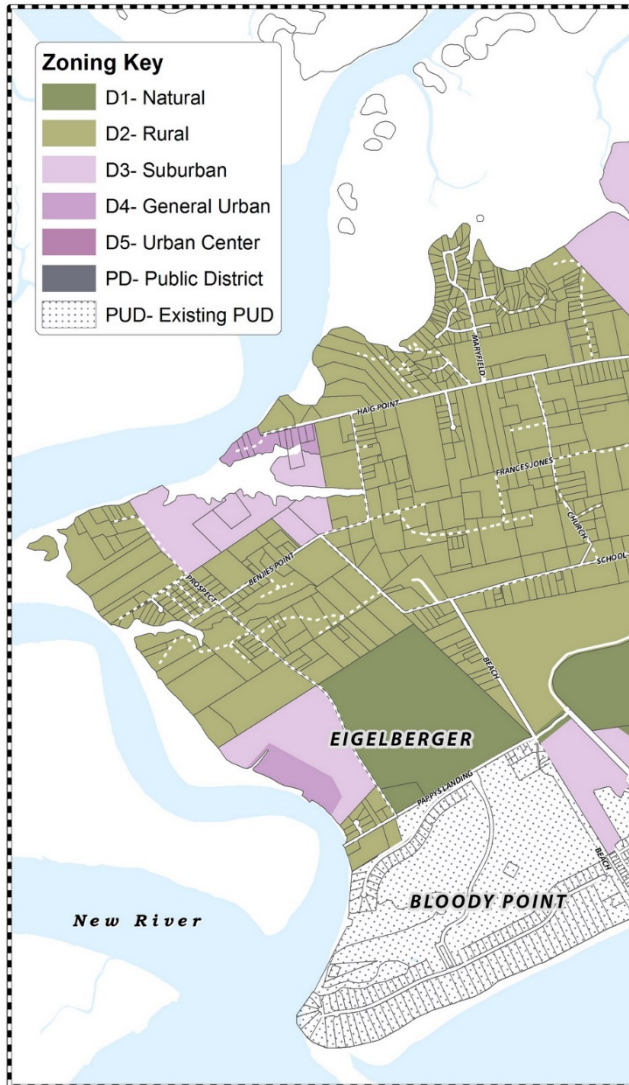 Zoning Key
D1- Natural
D2- Rural
D3- Suburban
D4- General Urban
D5- Urban Center
PD- Public District
PUD- Existing PUD
MARYFIELD
HAIG POINT
FRANCES JONES
CHURCH
SCHOOL
BENJIES POINT
PROSPECT
BEACH
EIGELBERGER
PAPPYS LANDING
BEACH
BLOODY POINT
New River